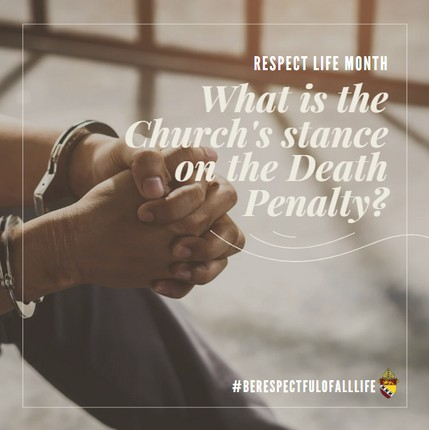 RESPECT LIFE MONTH
What is the
Church's stance
on the Death
Penalty?
#BERESPECTFULOFALLLIFE